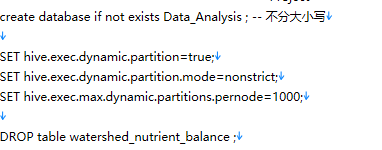 create database if not exists Data_Analysis ; -- 不分大小写
SET hive.exec.dynamic.partition=true;
SET hive.exec.dynamic.partition.mode=nonstrict;
SET hive.exec.max.dynamic.partitions.pernode=1000;
DROP table watershed_nutrient_balance ;